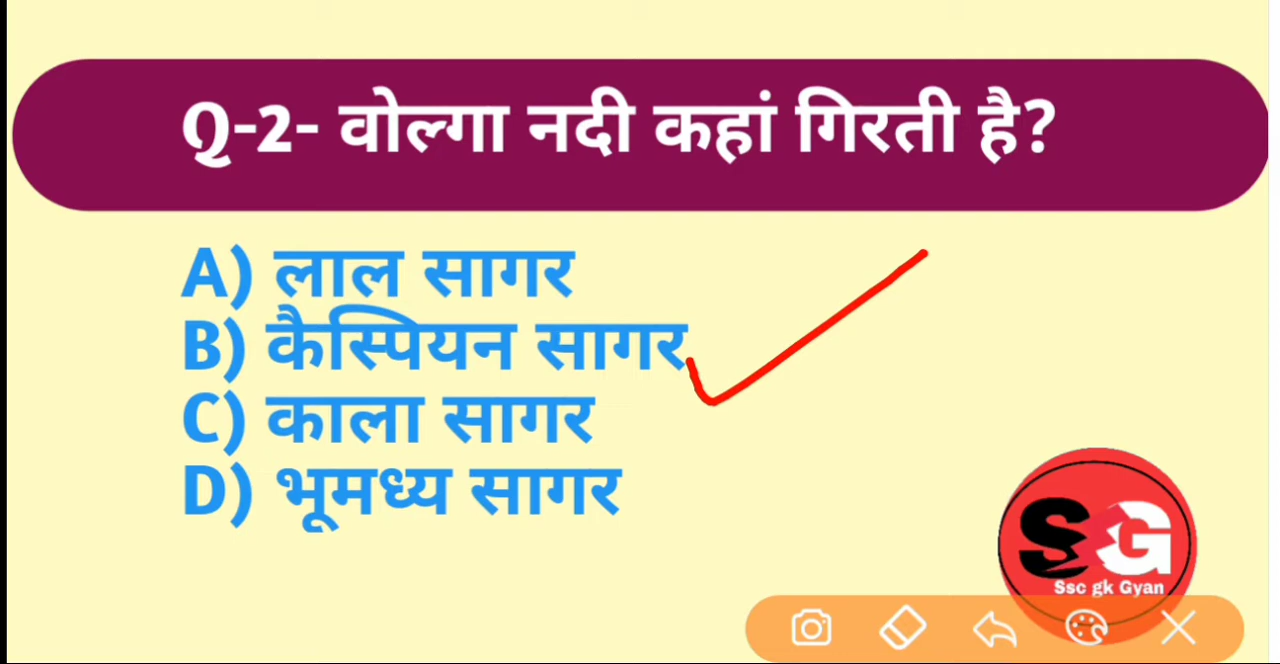 Q-2- वोल्गा नदी कहां गिरती है?
A) लाल सागर
B) कैस्पियन सागर
C) काला सागर
D) भूमध्य सागर
SG
Ssc gk Gyan